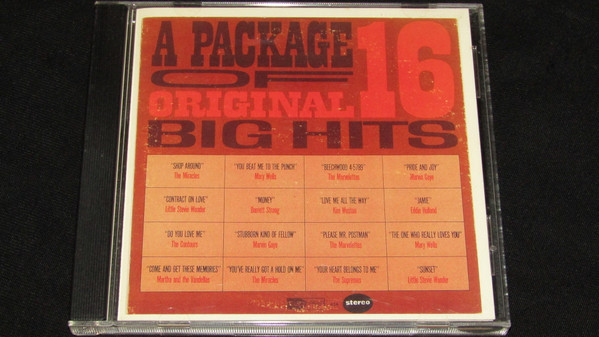 A PACKAGE
OF 16
ORIGINAL
BIG HITS
"SHOP AROUND"
The Miracles
"YOU BEAT ME TO THE PUNCH"
Mary Wells
"BEECHWOOD 4-5789"
The Marvelettes
"PRIDE AND JOY"
Marvin Gaye
"CONTRACT ON LOVE"
Little Stevie Wonder
"MONEY"
Barrett Strong
"LOVE ME ALL THE WAY"
Kim Weston
"JAMIE"
Eddie Holland
"DO YOU LOVE ME"
The Contours
"STUBBORN KIND OF FELLOW"
Marvin Gaye
"PLEASE MR. POSTMAN"
The Marvelettes
"THE ONE WHO REALLY LOVES YOU"
Mary Wells
"COME AND GET THESE MEMORIES"
Martha and the Vandellas
"YOU'VE REALLY GOT A HOLD ON ME"
The Miracles
"YOUR HEART BELONGS TO ME"
The Supremes
"SUNSET"
Little Stevie Wonder
stereo